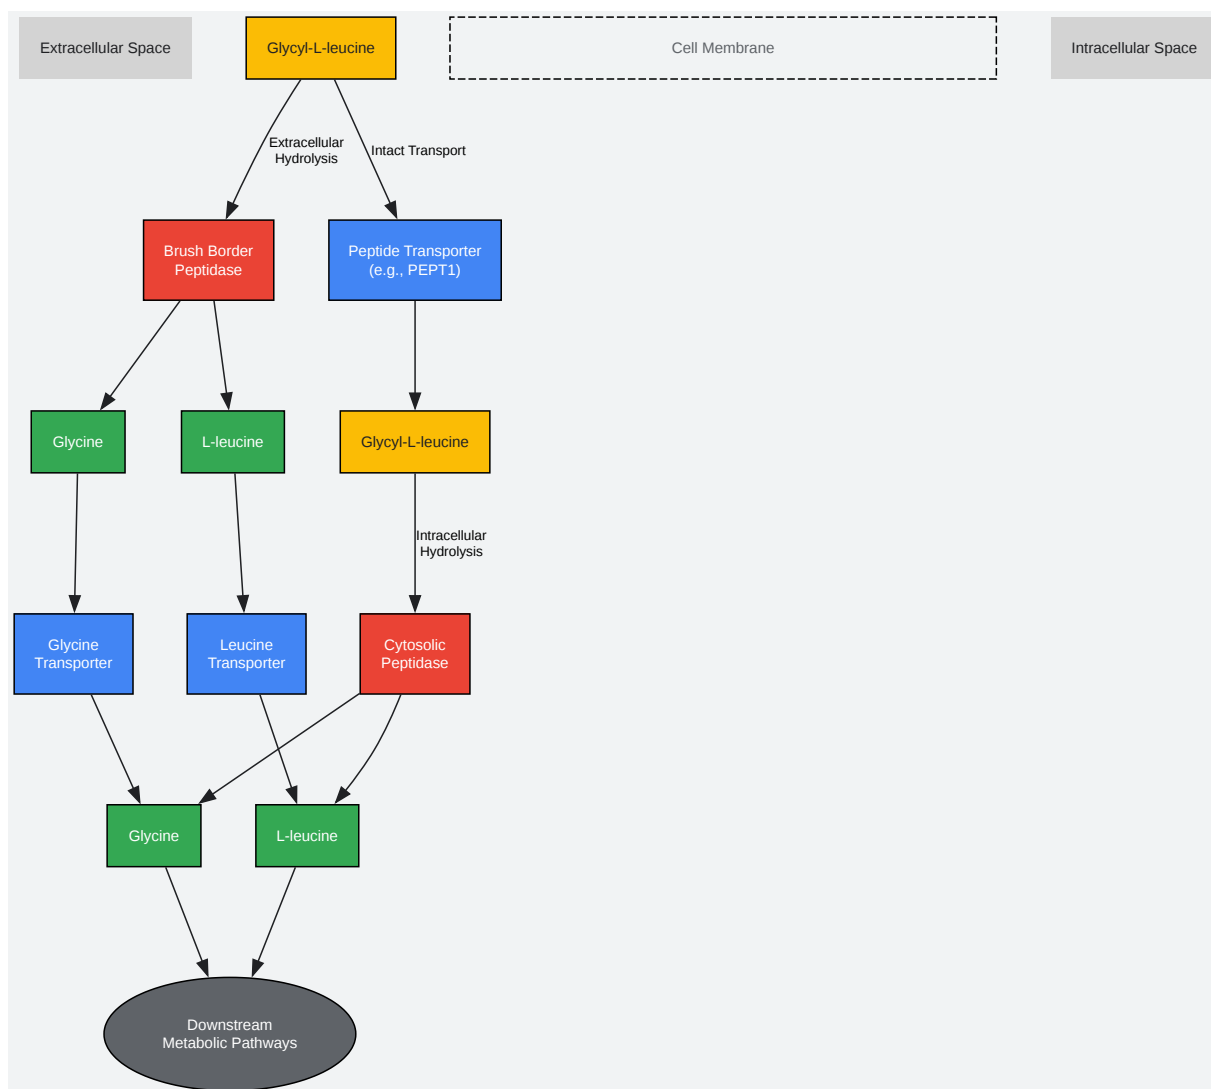 Extracellular Space
Glycyl-L-leucine
Cell Membrane
Intracellular Space
Extracellular
Hydrolysis
Intact Transport
Brush Border
Peptidase
Peptide Transporter
(e.g., PEPT1)
Glycine
L-leucine
Glycyl-L-leucine
Intracellular
Hydrolysis
Glycine
Transporter
Leucine
Transporter
Cytosolic
Peptidase
Glycine
L-leucine
Downstream
Metabolic Pathways